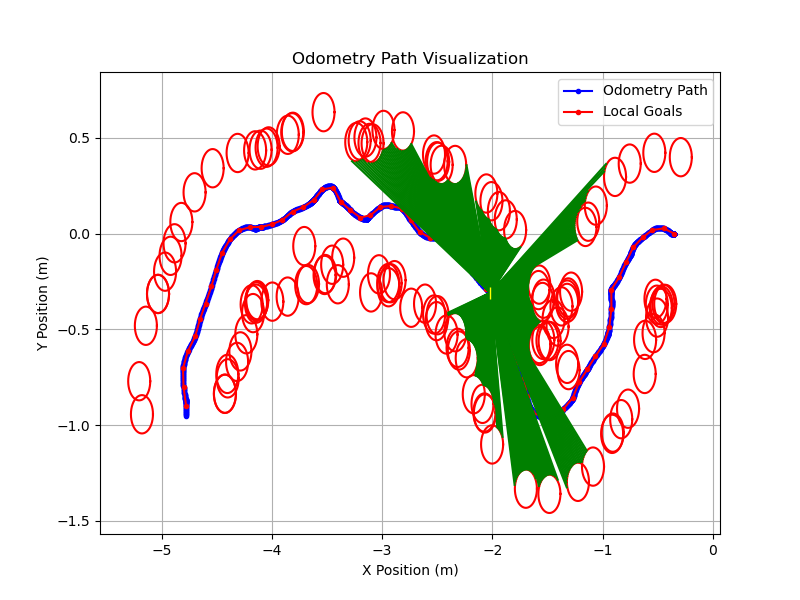 Odometry Path Visualization
Odometry Path
Local Goals
0.5
0.0
−0.5
−1.0
−1.5
Y Position (m)
−5
−4
−3
−2
−1
0
X Position (m)